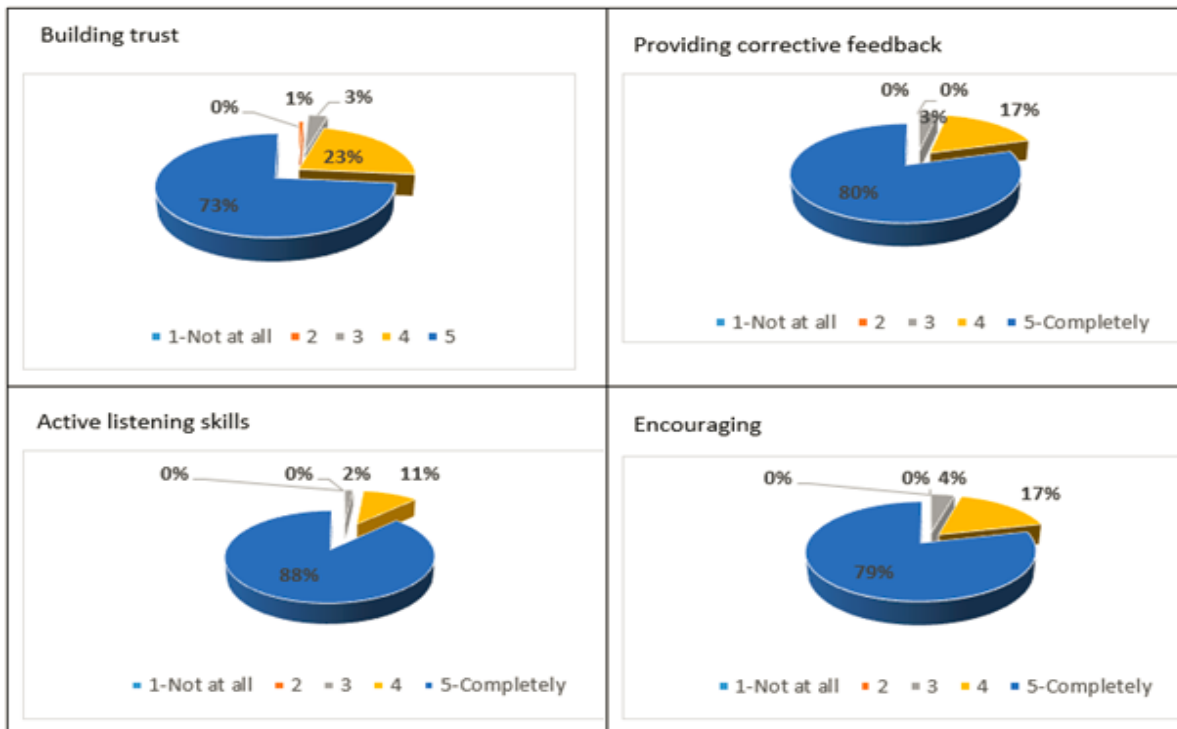 Building trust
0%
1%
3%
23%
73%
1-Not at all 2 3 4 5
Providing corrective feedback
0%
0%
3%
17%
80%
1-Not at all 2 3 4 5-Completely
Active listening skills
0%
0%
2%
11%
88%
1-Not at all 2 3 4 5-Completely
Encouraging
0%
0%
4%
17%
79%
1-Not at all 2 3 4 5-Completely